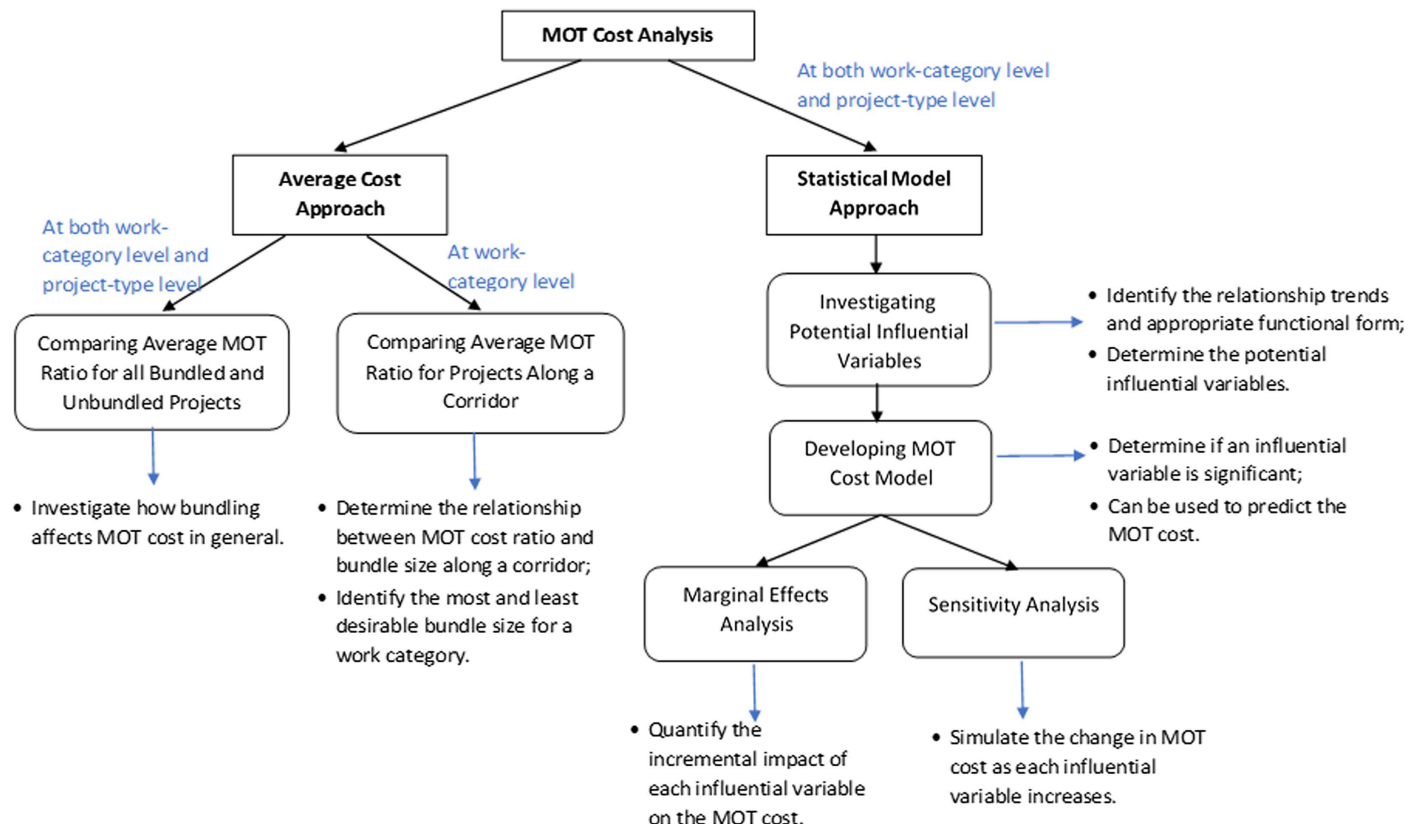 MOT Cost Analysis
At both work-category level
and project-type level
Average Cost
Approach
Statistical Model
Approach
At both work-
category level and
project-type level
At work-
category level
Comparing Average MOT
Ratio for all Bundled and
Unbundled Projects
Comparing Average MOT
Ratio for Projects Along a
Corridor
Investigating
Potential Influential
Variables
• Identify the relationship trends
and appropriate functional form;
• Determine the potential
influential variables.
Developing MOT
Cost Model
• Determine if an influential
variable is significant;
• Can be used to predict the
MOT cost.
• Investigate how bundling
affects MOT cost in general.
• Determine the relationship
between MOT cost ratio and
bundle size along a corridor;
• Identify the most and least
desirable bundle size for a
work category.
Marginal Effects
Analysis
Sensitivity Analysis
• Quantify the
incremental impact of
each influential variable
on the MOT cost.
• Simulate the change in MOT
cost as each influential
variable increases.